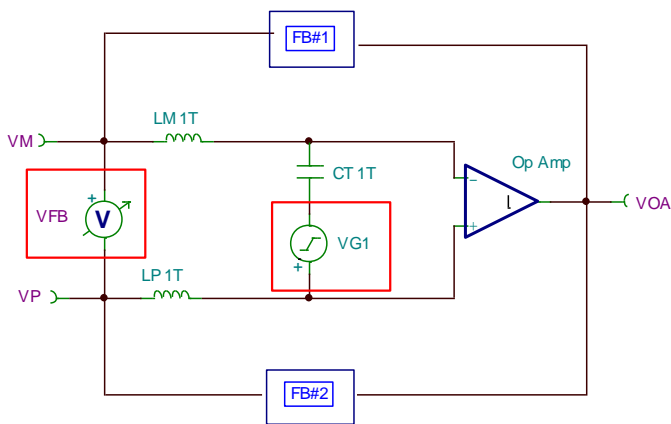 FB#1
LM 1T
VM
CT 1T
Op Amp
+
V
VFB
−
+
VOA
VG1
+
LP 1T
VP
FB#2